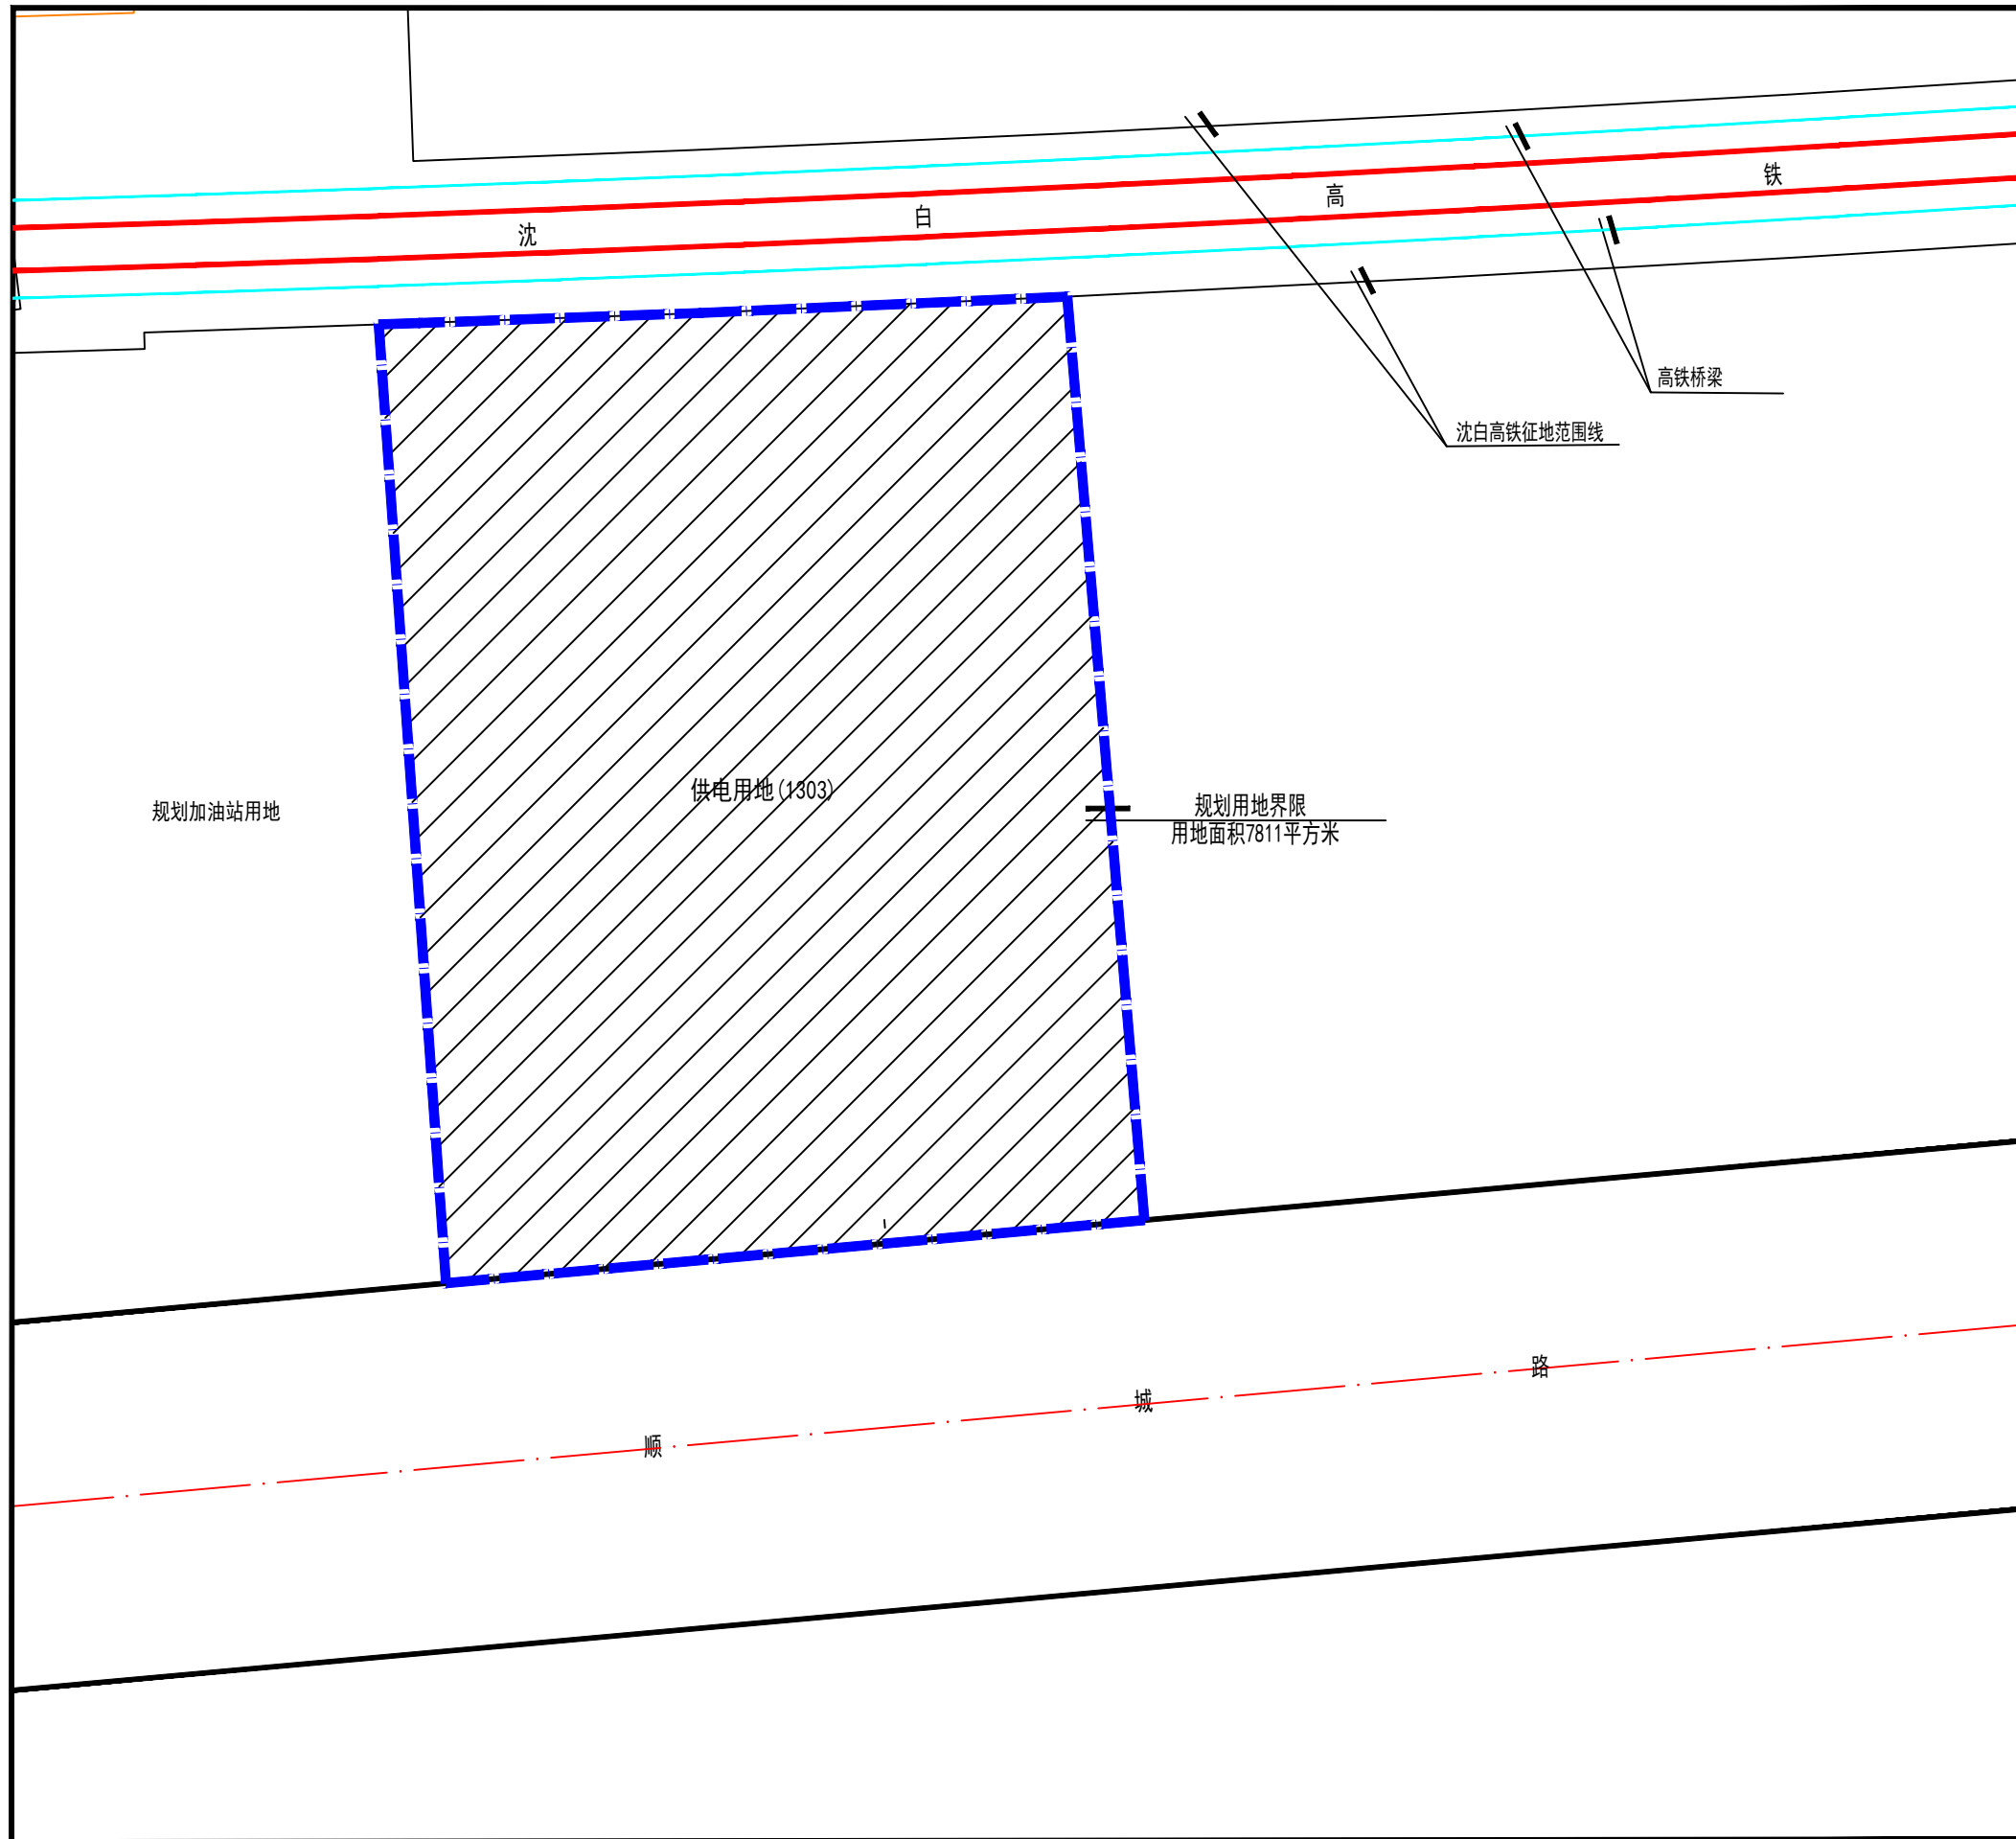 沈白高铁
高铁桥梁
沈白高铁征地范围线
供电用地(1303)
规划加油站用地
规划用地界限
用地面积7811平方米
顺城路